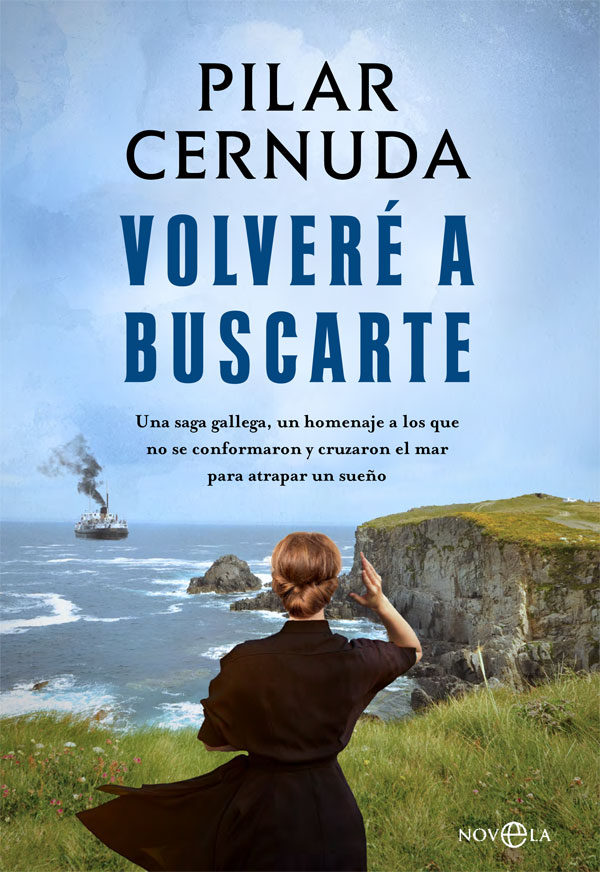 PILAR
CERNUDA
VOLVERÉ A
BUSCARTE
Una saga gallega, un homenaje a los que
no se conformaron y cruzaron el mar
para atrapar un sueño
NOVELA